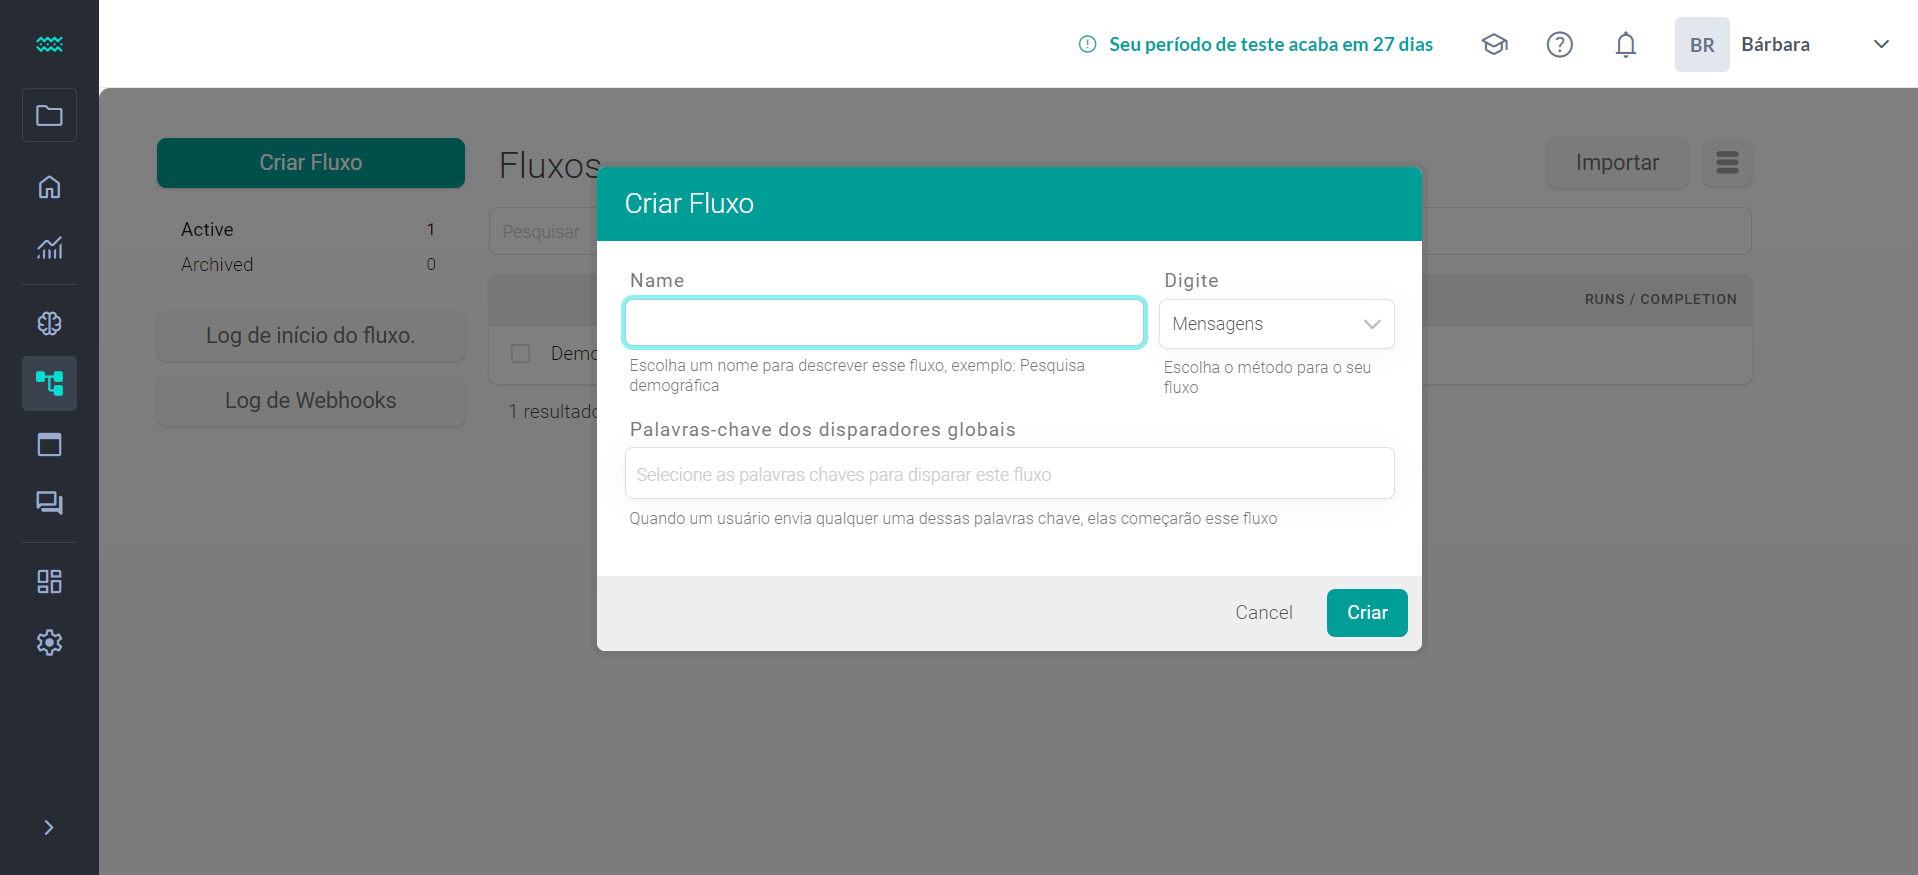 Seu período de teste acaba em 27 dias
BR
Bárbara
Criar Fluxo
Fluxos
Importar
Active 1
Archived 0
Pesquisar
Log de início do fluxo.
Log de Webhooks
RUNS / COMPLETION
Demo
1 resultado
Criar Fluxo
Name
Digite
Mensagens
Escolha um nome para descrever esse fluxo, exemplo: Pesquisa
demográfica
Escolha o método para o seu
fluxo
Palavras-chave dos disparadores globais
Selecione as palavras chaves para disparar este fluxo
Quando um usuário envia qualquer uma dessas palavras chave, elas começarão esse fluxo
Cancel
Criar